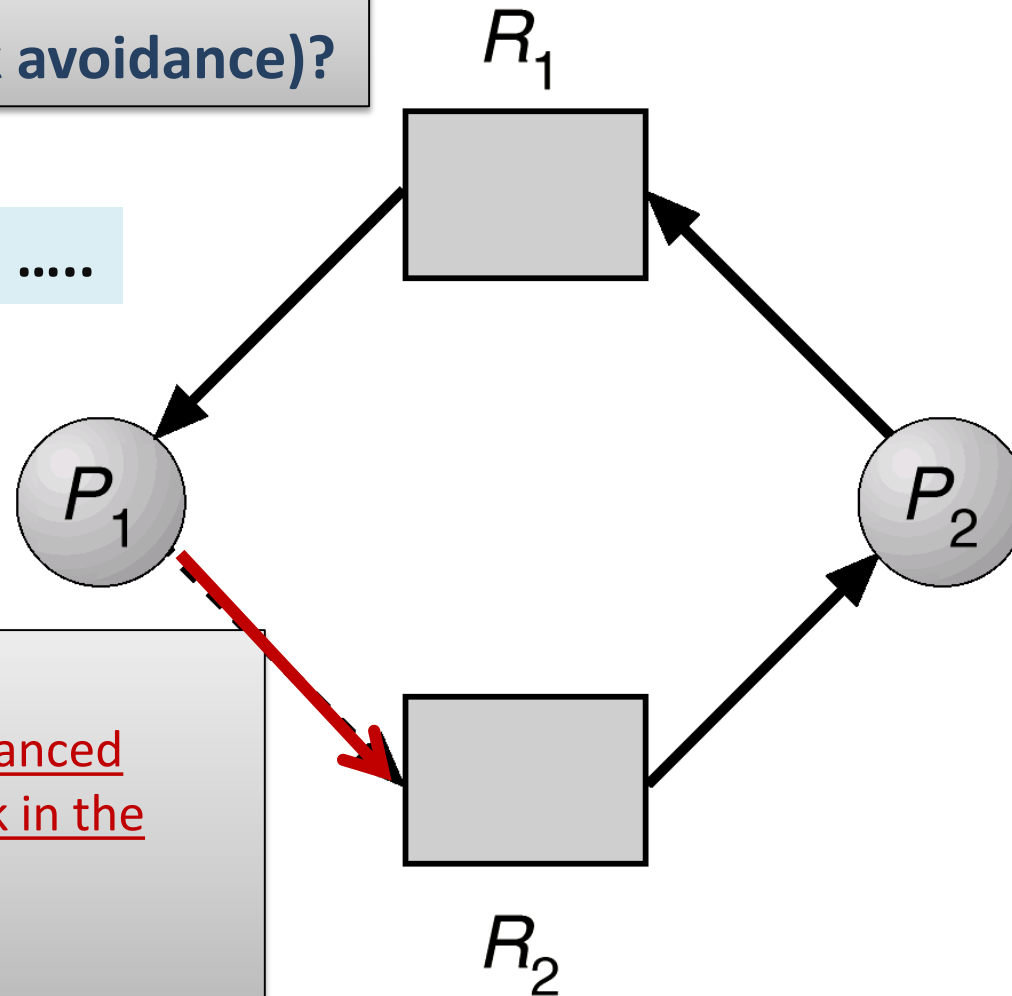 avoidance)?
R1
.....
P1
P2
anced
in the
R2